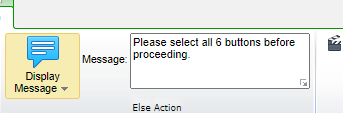 Please select all 6 buttons before
proceeding.
Message:
Display
Message
Else Action